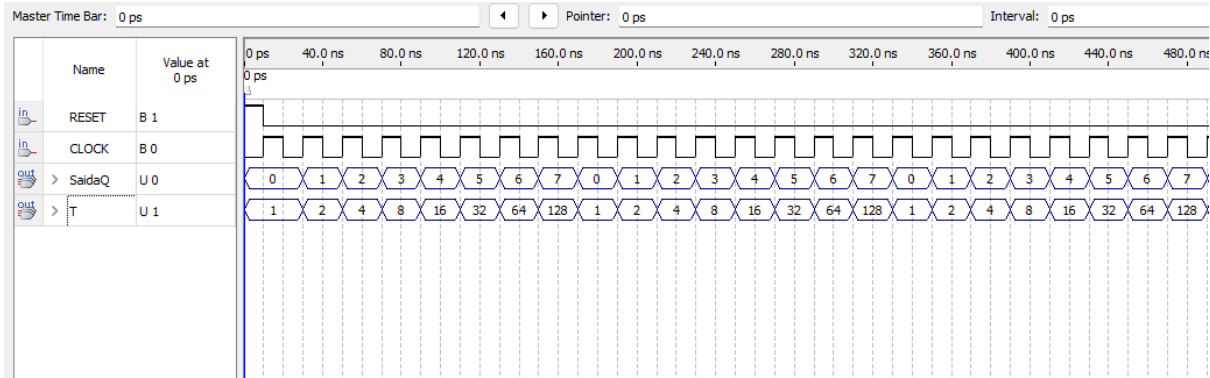 Master Time Bar: 0 ps Pointer: 0 ps Interval: 0 ps
Name Value at 0 ps
0 ps 40.0 ns 80.0 ns 120.0 ns 160.0 ns 200.0 ns 240.0 ns 280.0 ns 320.0 ns 360.0 ns 400.0 ns 440.0 ns 480.0 ns
0 ps
in RESET B 1
in CLOCK B 0
out > SaidaQ U 0 0 1 2 3 4 5 6 7 0 1 2 3 4 5 6 7 0 1 2 3 4 5 6 7
out > T U 1 1 2 4 8 16 32 64 128 1 2 4 8 16 32 64 128 1 2 4 8 16 32 64 128